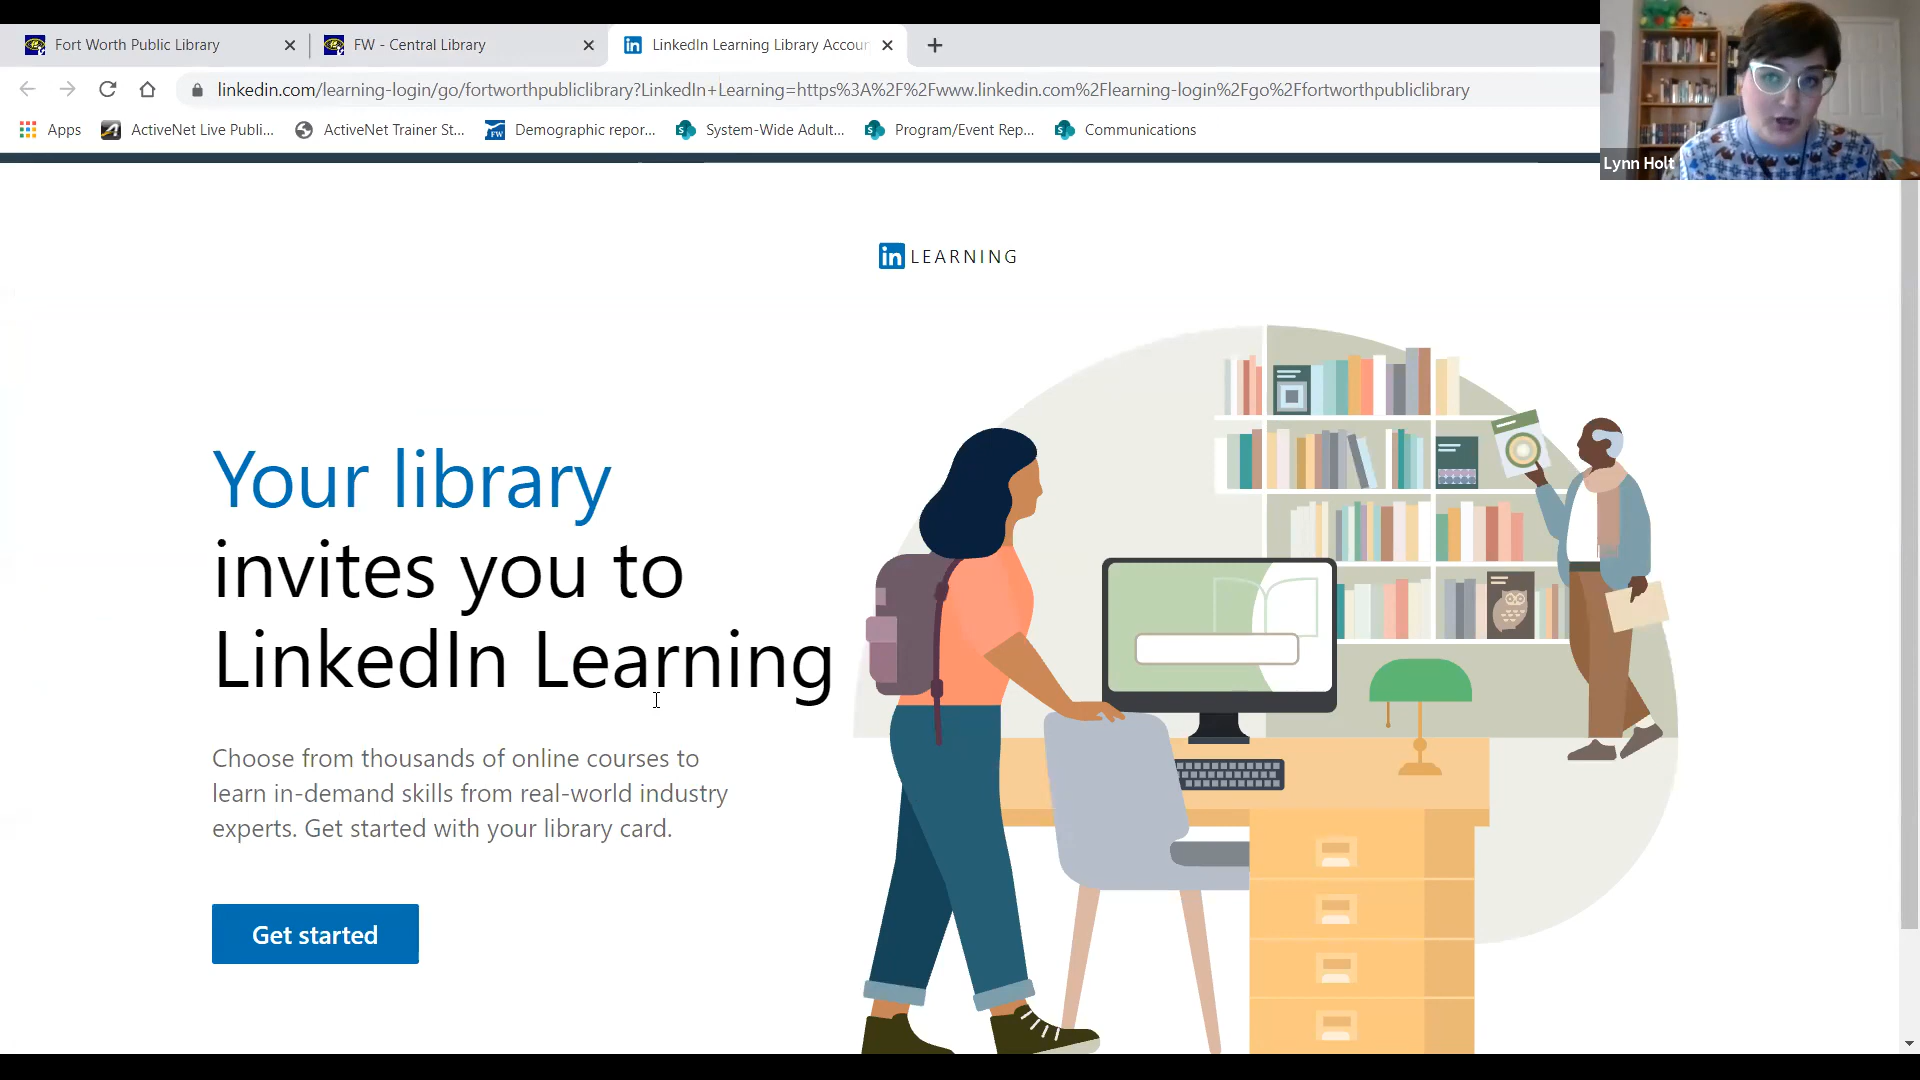 Fort Worth Public Library
FW - Central Library
LinkedIn Learning Library Accoun
linkedin.com/learning-login/go/fortworthpubliclibrary?LinkedIn+Learning=https%3A%2F%2Fwww.linkedin.com%2Flearning-login%2Fgo%2Ffortworthpubliclibrary
Apps
ActiveNet Live Publi...
ActiveNet Trainer St...
Demographic repor...
System-Wide Adult...
Program/Event Rep...
Communications
Lynn Holt
in LEARNING
Your library
invites you to
LinkedIn Learning
Choose from thousands of online courses to
learn in-demand skills from real-world industry
experts. Get started with your library card.
Get started